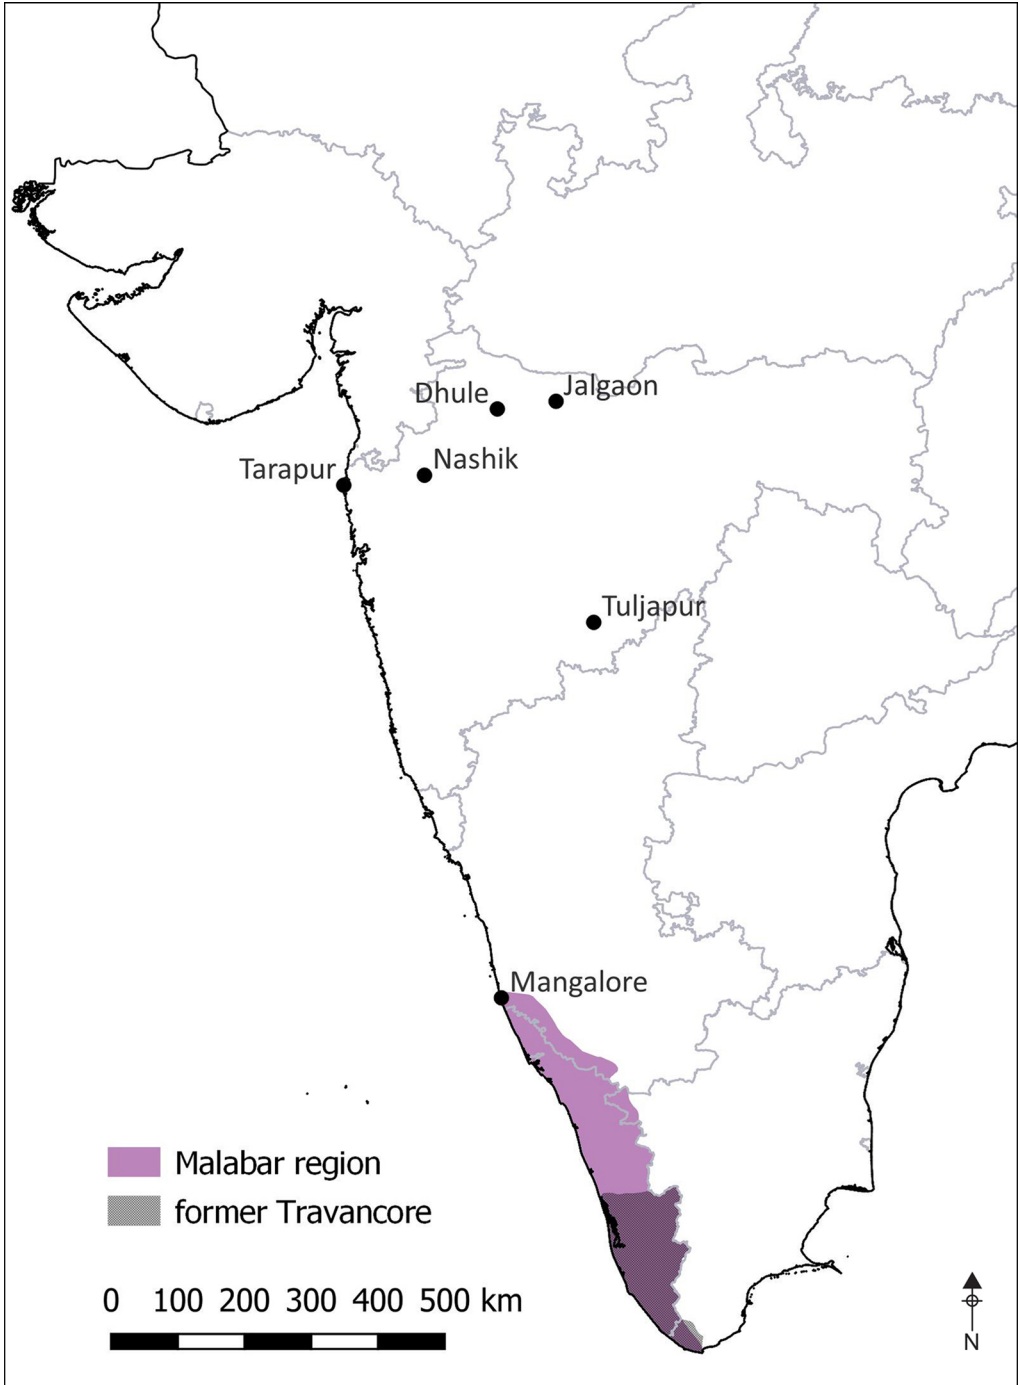 Dhule
Jalgaon
Nashik
Tarapur
Tuljapur
Mangalore
Malabar region
former Travancore
0 100 200 300 400 500 km
N